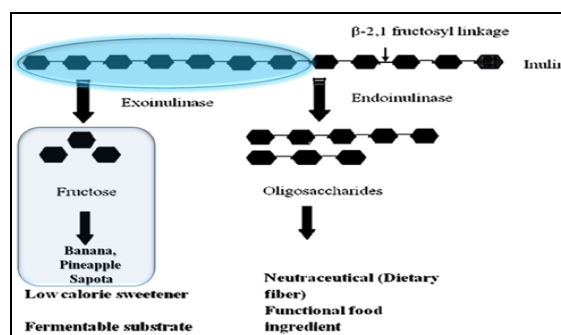 β-2,1 fructosyl linkage
Inulin
Exoinulinase
Endoinulinase
Fructose
Oligosaccharides
Banana,
Pineapple
Sapota
Low calorie sweetener
Fermentable substrate
Neutraceutical (Dietary
fiber)
Functional food
ingredient